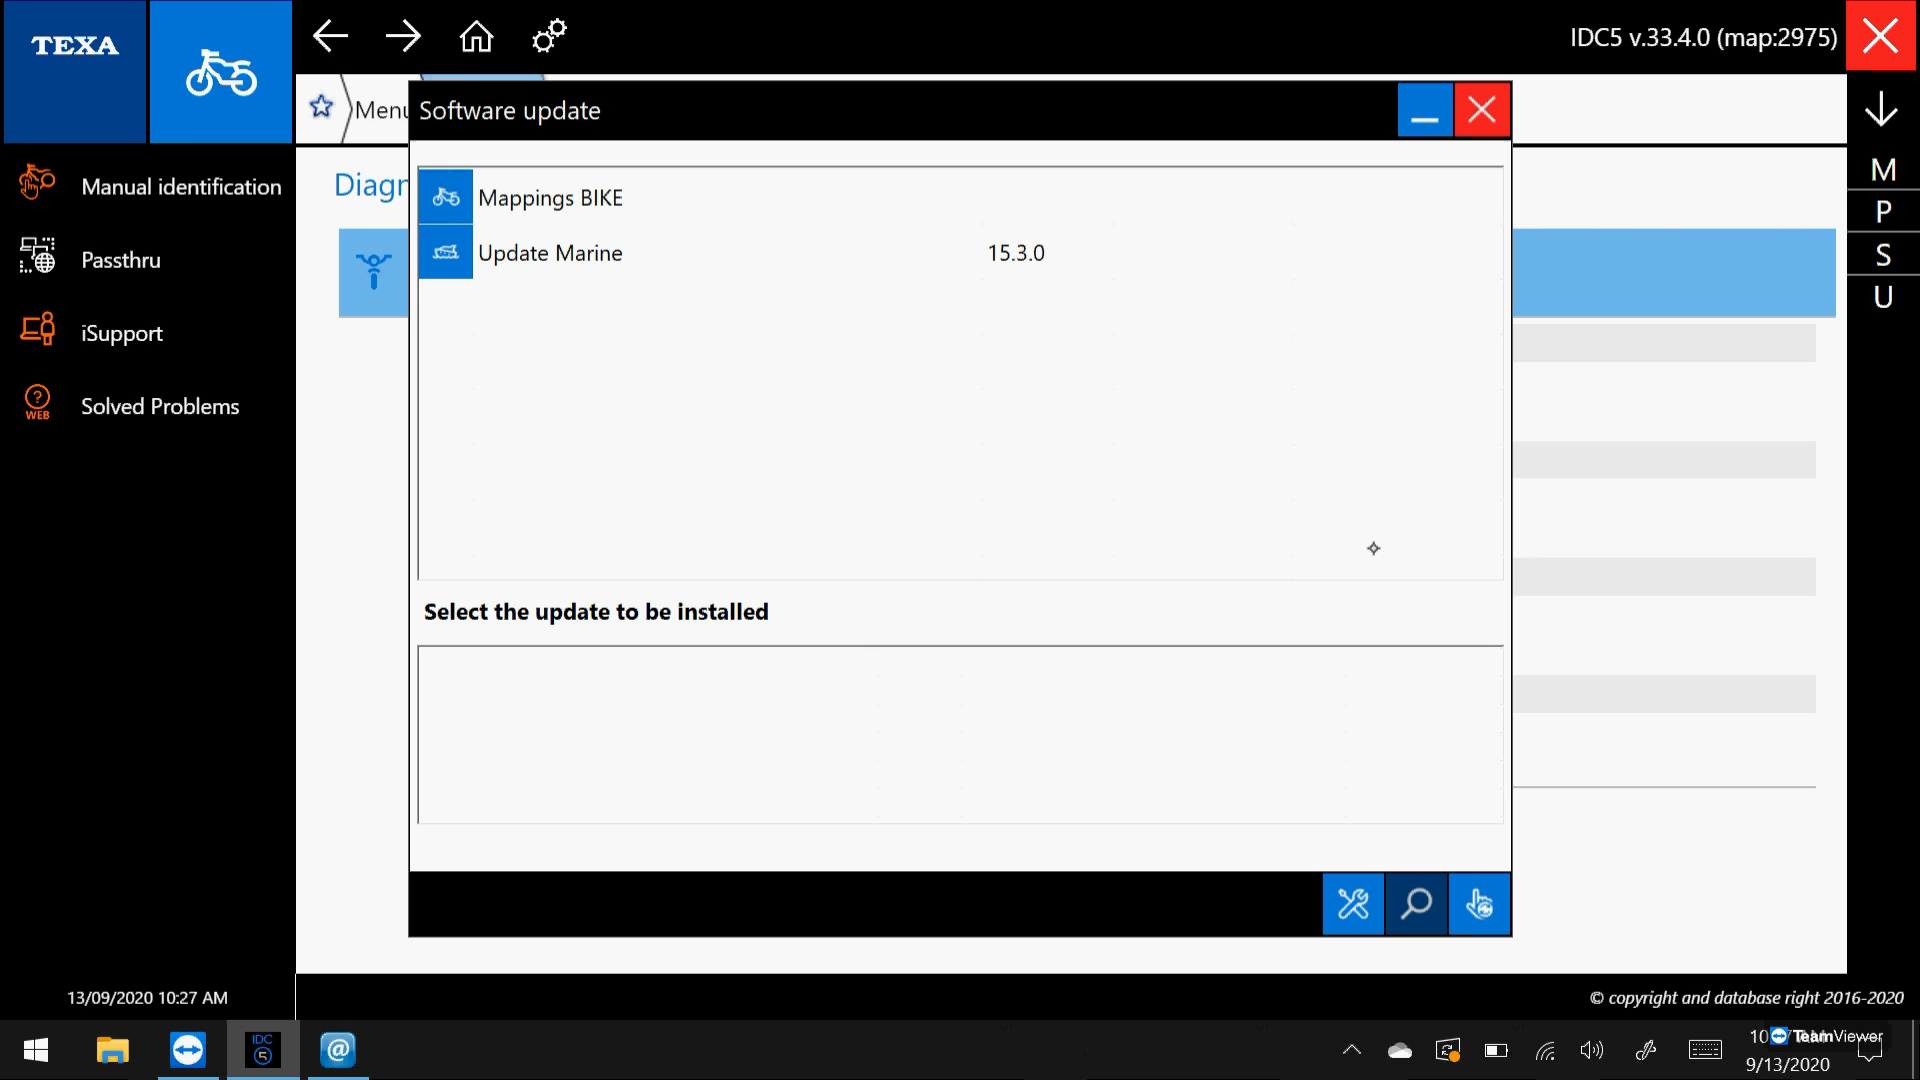 TEXA
IDC5 v.33.4.0 (map:2975)
Menu
Software update
Manual identification
Passthru
iSupport
WEB
Solved Problems
Diagn
Mappings BIKE
Update Marine 15.3.0
Select the update to be installed
M
P
S
U
13/09/2020 10:27 AM
© copyright and database right 2016-2020
IDC
5
@
10
TeamViewer
9/13/2020